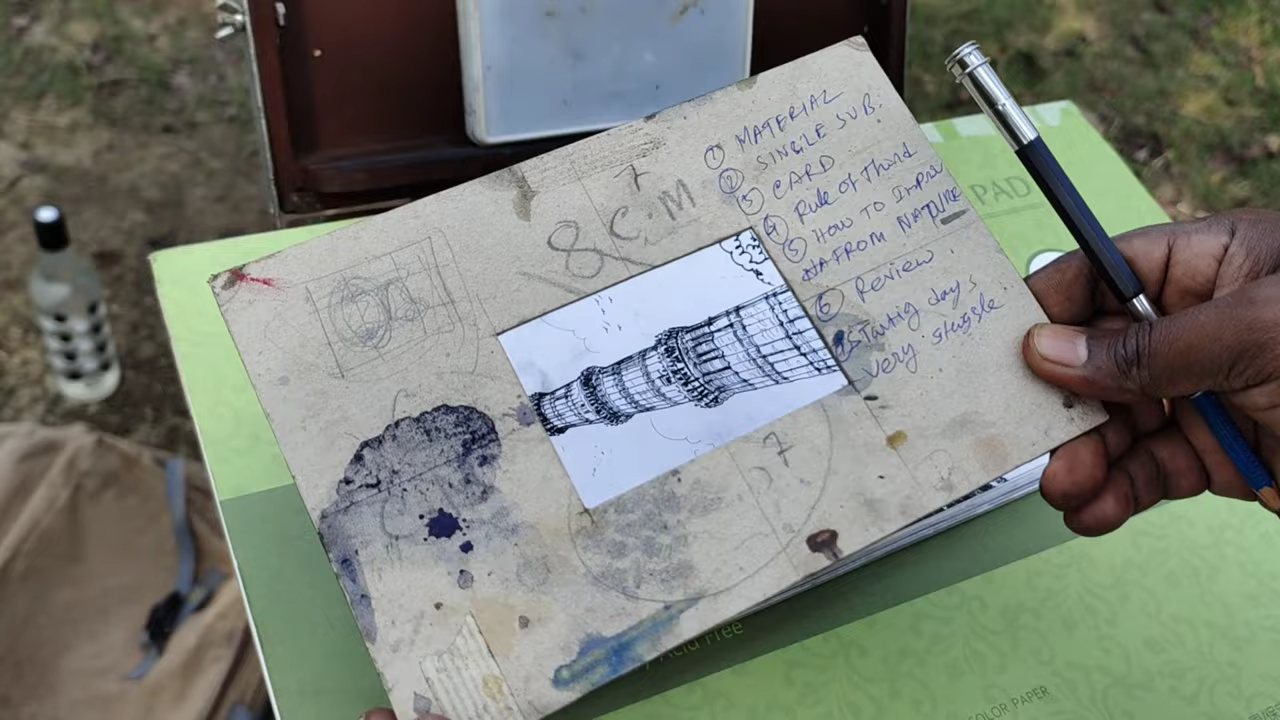 ① MATERIAL
② SINGLE SUB.
③ CARD
④ Rule of third
⑤ HOW TO IMPROV
FROM NATURE
⑥ Review
Starting days
very struggle
7
8 C.M
7
PAD
Acid Free
COLOR PAPER